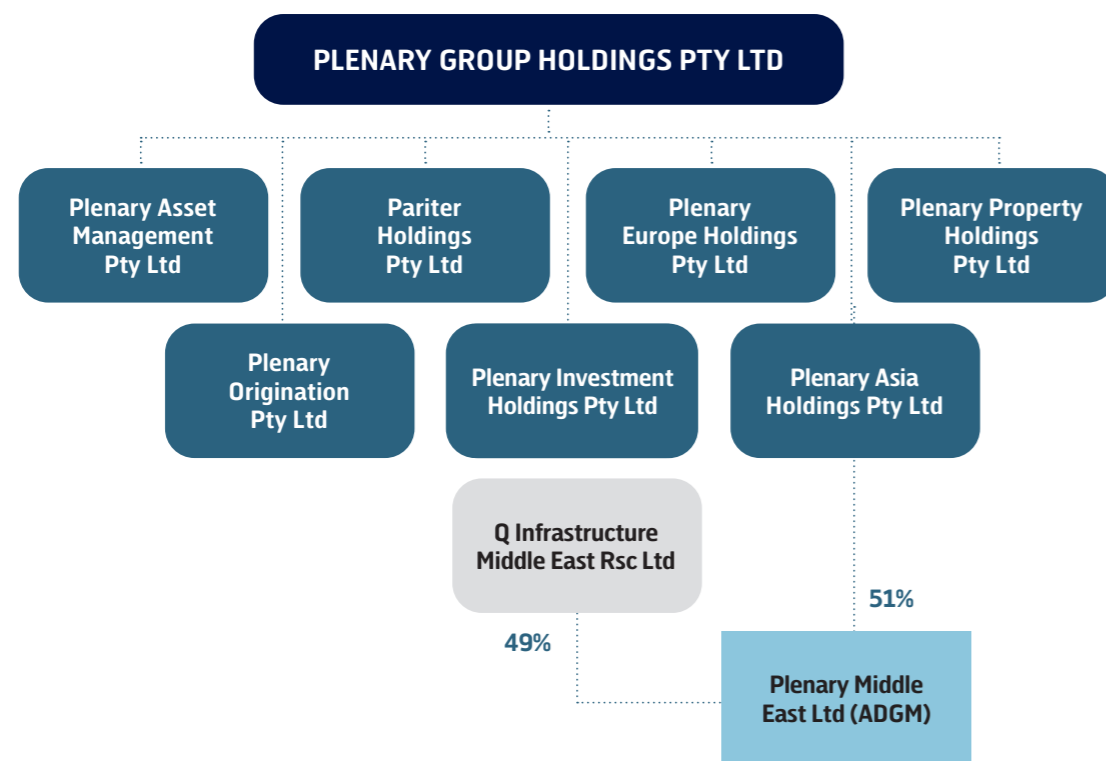 PLENARY GROUP HOLDINGS PTY LTD
Plenary Asset
Management
Pty Ltd
Pariter
Holdings
Pty Ltd
Plenary
Europe Holdings
Pty Ltd
Plenary Property
Holdings
Pty Ltd
Plenary
Origination
Pty Ltd
Plenary Investment
Holdings Pty Ltd
Plenary Asia
Holdings Pty Ltd
Q Infrastructure
Middle East Rsc Ltd
51%
49%
Plenary Middle
East Ltd (ADGM)